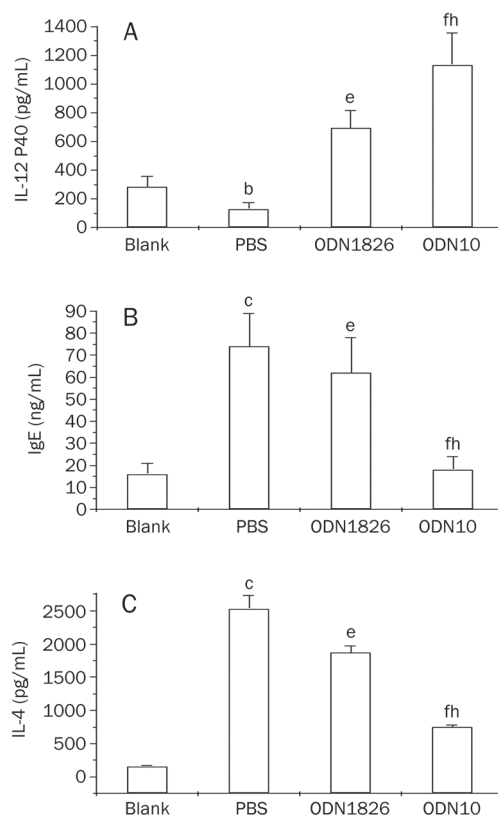 A
fh
1400
1200
1000
800
600
400
200
0
IL-12 P40 (pg/mL)
e
b
Blank PBS ODN1826 ODN10
B
c
90
80
70
60
50
40
30
20
10
0
IgE (ng/mL)
e
fh
Blank PBS ODN1826 ODN10
C
c
2500
2000
1500
1000
500
0
IL-4 (pg/mL)
e
fh
Blank PBS ODN1826 ODN10